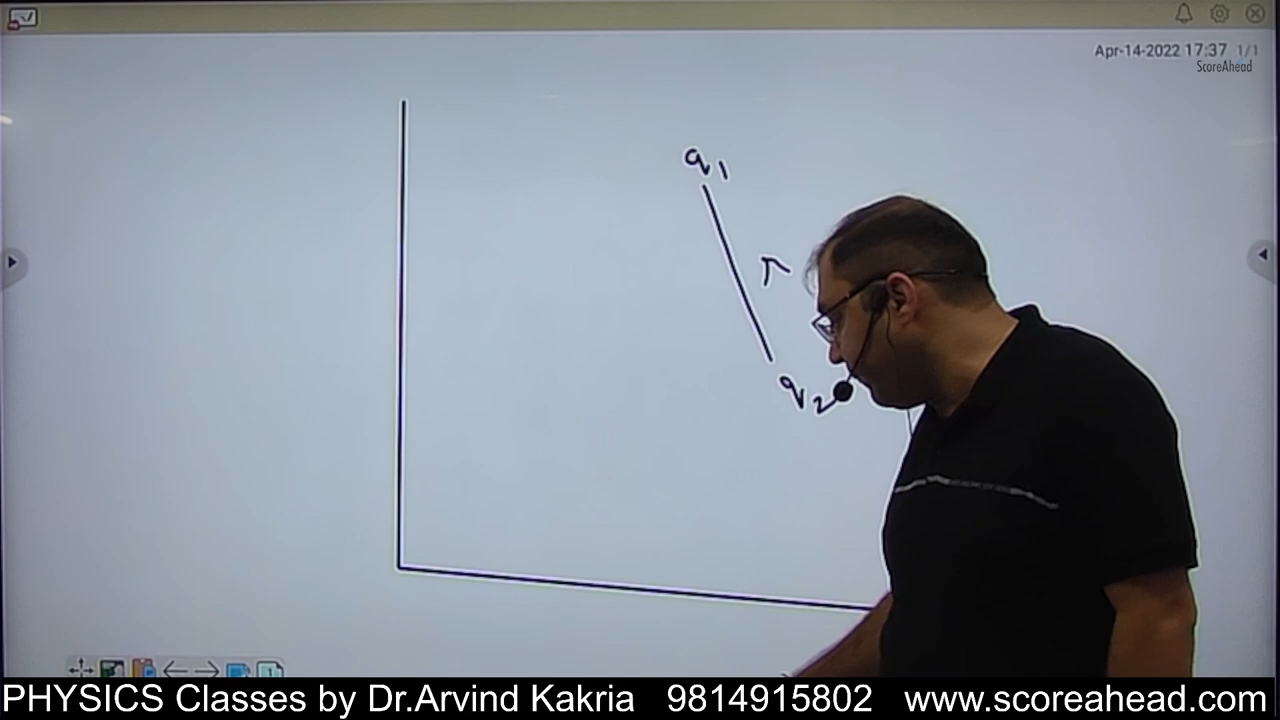 Apr-14-2022 17:37 1/1
ScoreAhead
q1
r
q2
PHYSICS Classes by Dr.Arvind Kakria 9814915802 www.scoreahead.com